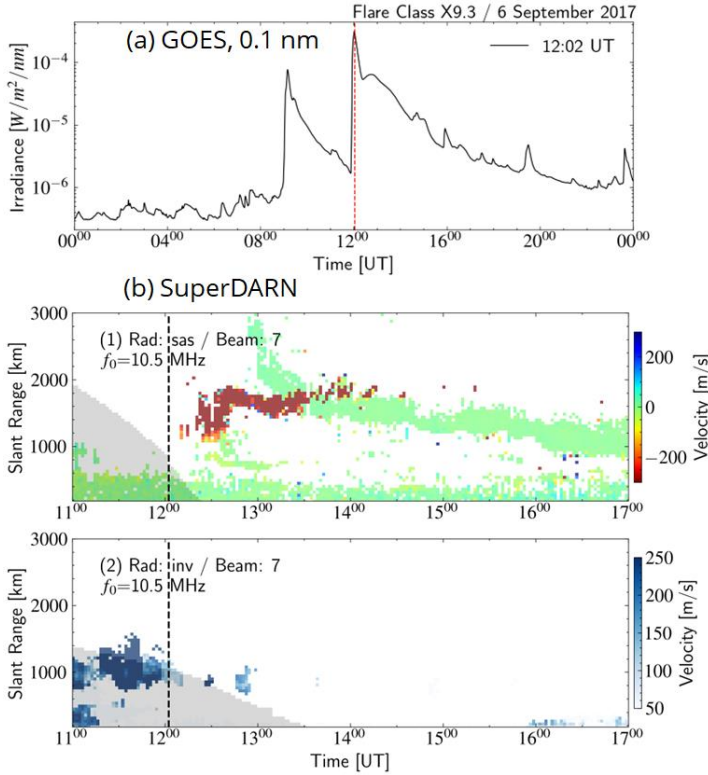 Flare Class X9.3 / 6 September 2017
(a) GOES, 0.1 nm
12:02 UT
Irradiance [W/m²/nm]
10⁻⁴
10⁻⁵
10⁻⁶
00⁰⁰ 04⁰⁰ 08⁰⁰ 12⁰⁰ 16⁰⁰ 20⁰⁰ 00⁰⁰
Time [UT]
(b) SuperDARN
(1) Rad: sas / Beam: 7
f₀=10.5 MHz
Slant Range [km]
3000
2000
1000
11⁰⁰ 12⁰⁰ 13⁰⁰ 14⁰⁰ 15⁰⁰ 16⁰⁰ 17⁰⁰
200
0
−200
Velocity [m/s]
(2) Rad: inv / Beam: 7
f₀=10.5 MHz
Slant Range [km]
3000
2000
1000
11⁰⁰ 12⁰⁰ 13⁰⁰ 14⁰⁰ 15⁰⁰ 16⁰⁰ 17⁰⁰
Time [UT]
250
200
150
100
50
Velocity [m/s]